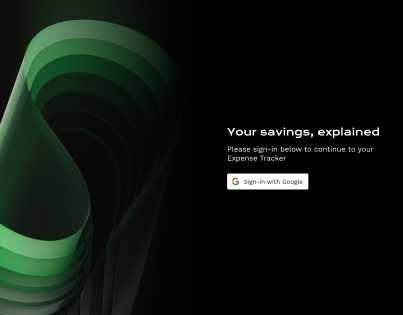 Your savings, explained
Please sign-in below to continue to your
Expense Tracker
Sign-in with Google